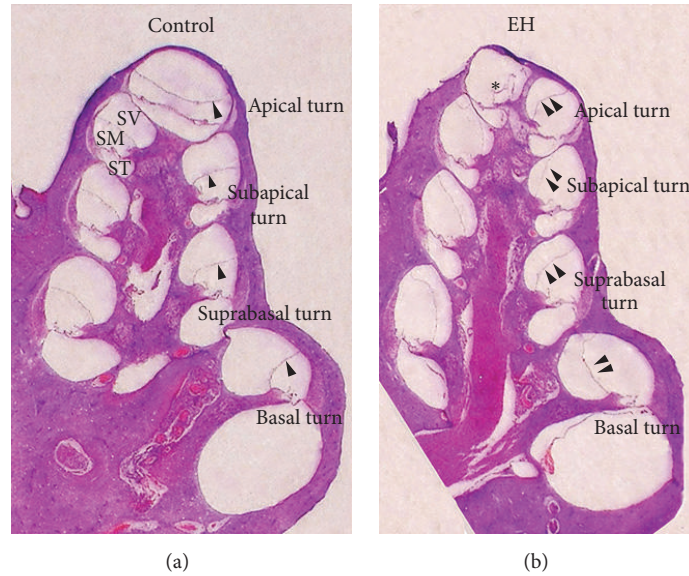 Control
EH
SV
SM
ST
Apical turn
Subapical
turn
Suprabasal turn
Basal turn
*
Apical turn
Subapical turn
Suprabasal
turn
Basal turn
(a)
(b)